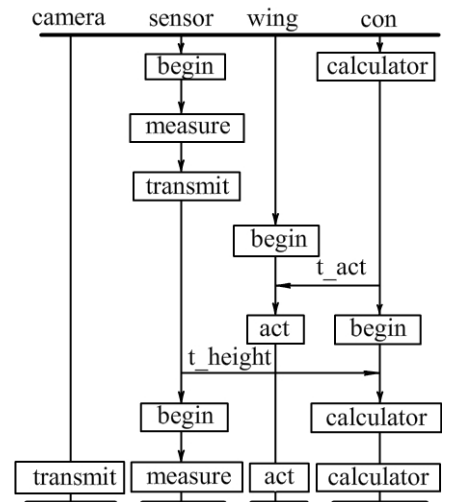 camera sensor wing con
begin calculator
measure
transmit
begin
t_act
act begin
t_height
begin calculator
transmit measure act calculator